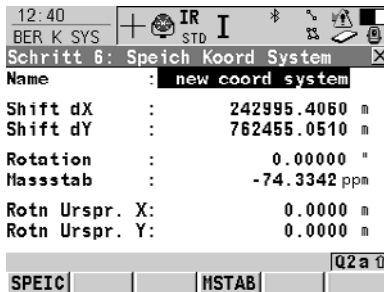 12:40
BER K SYS
IR
STD
I
Schritt 6: Speich Koord System
Name : new coord system
Shift dX : 242995.4060 m
Shift dY : 762455.0510 m
Rotation : 0.00000 "
Massstab : -74.3342 ppm
Rotn Urspr. X: 0.0000 m
Rotn Urspr. Y: 0.0000 m
Q2a
SPEIC MSTAB